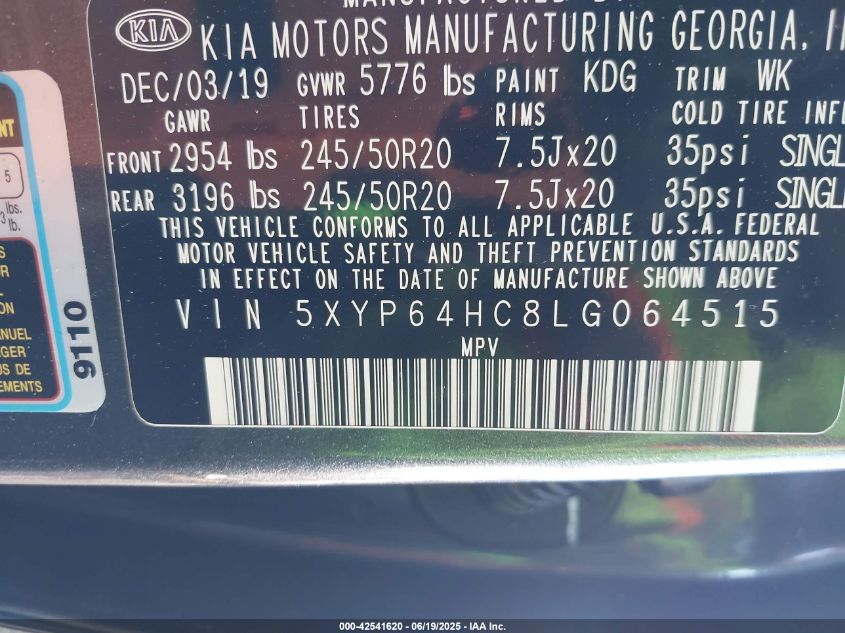 KIA
KIA MOTORS MANUFACTURING GEORGIA,
DEC/03/19 GVWR 5776 lbs PAINT KDG TRIM WK
GAWR TIRES RIMS COLD TIRE
FRONT 2954 lbs 245/50R20 7.5Jx20 35psi
REAR 3196 lbs 245/50R20 7.5Jx20 35psi
THIS VEHICLE CONFORMS TO ALL APPLICABLE U.S.A. FEDERAL
MOTOR VEHICLE SAFETY AND THEFT PREVENTION STANDARDS
IN EFFECT ON THE DATE OF MANUFACTURE SHOWN ABOVE
VIN 5XYP64HC8LG064515
MPV
5
lbs.
lb.
9110
000-42541620 - 06/19/2025 - IAA Inc.